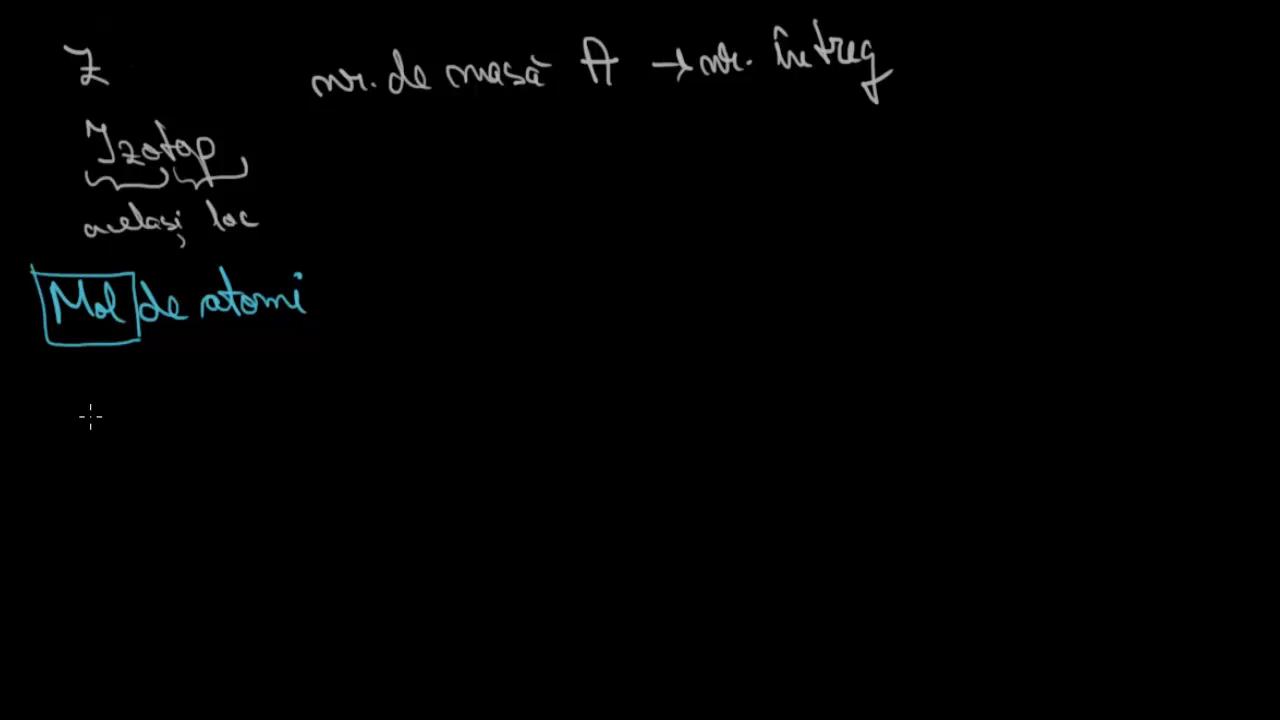 Z nr. de masă A → nr. întreg
Izotop
același loc
Mol de atomi